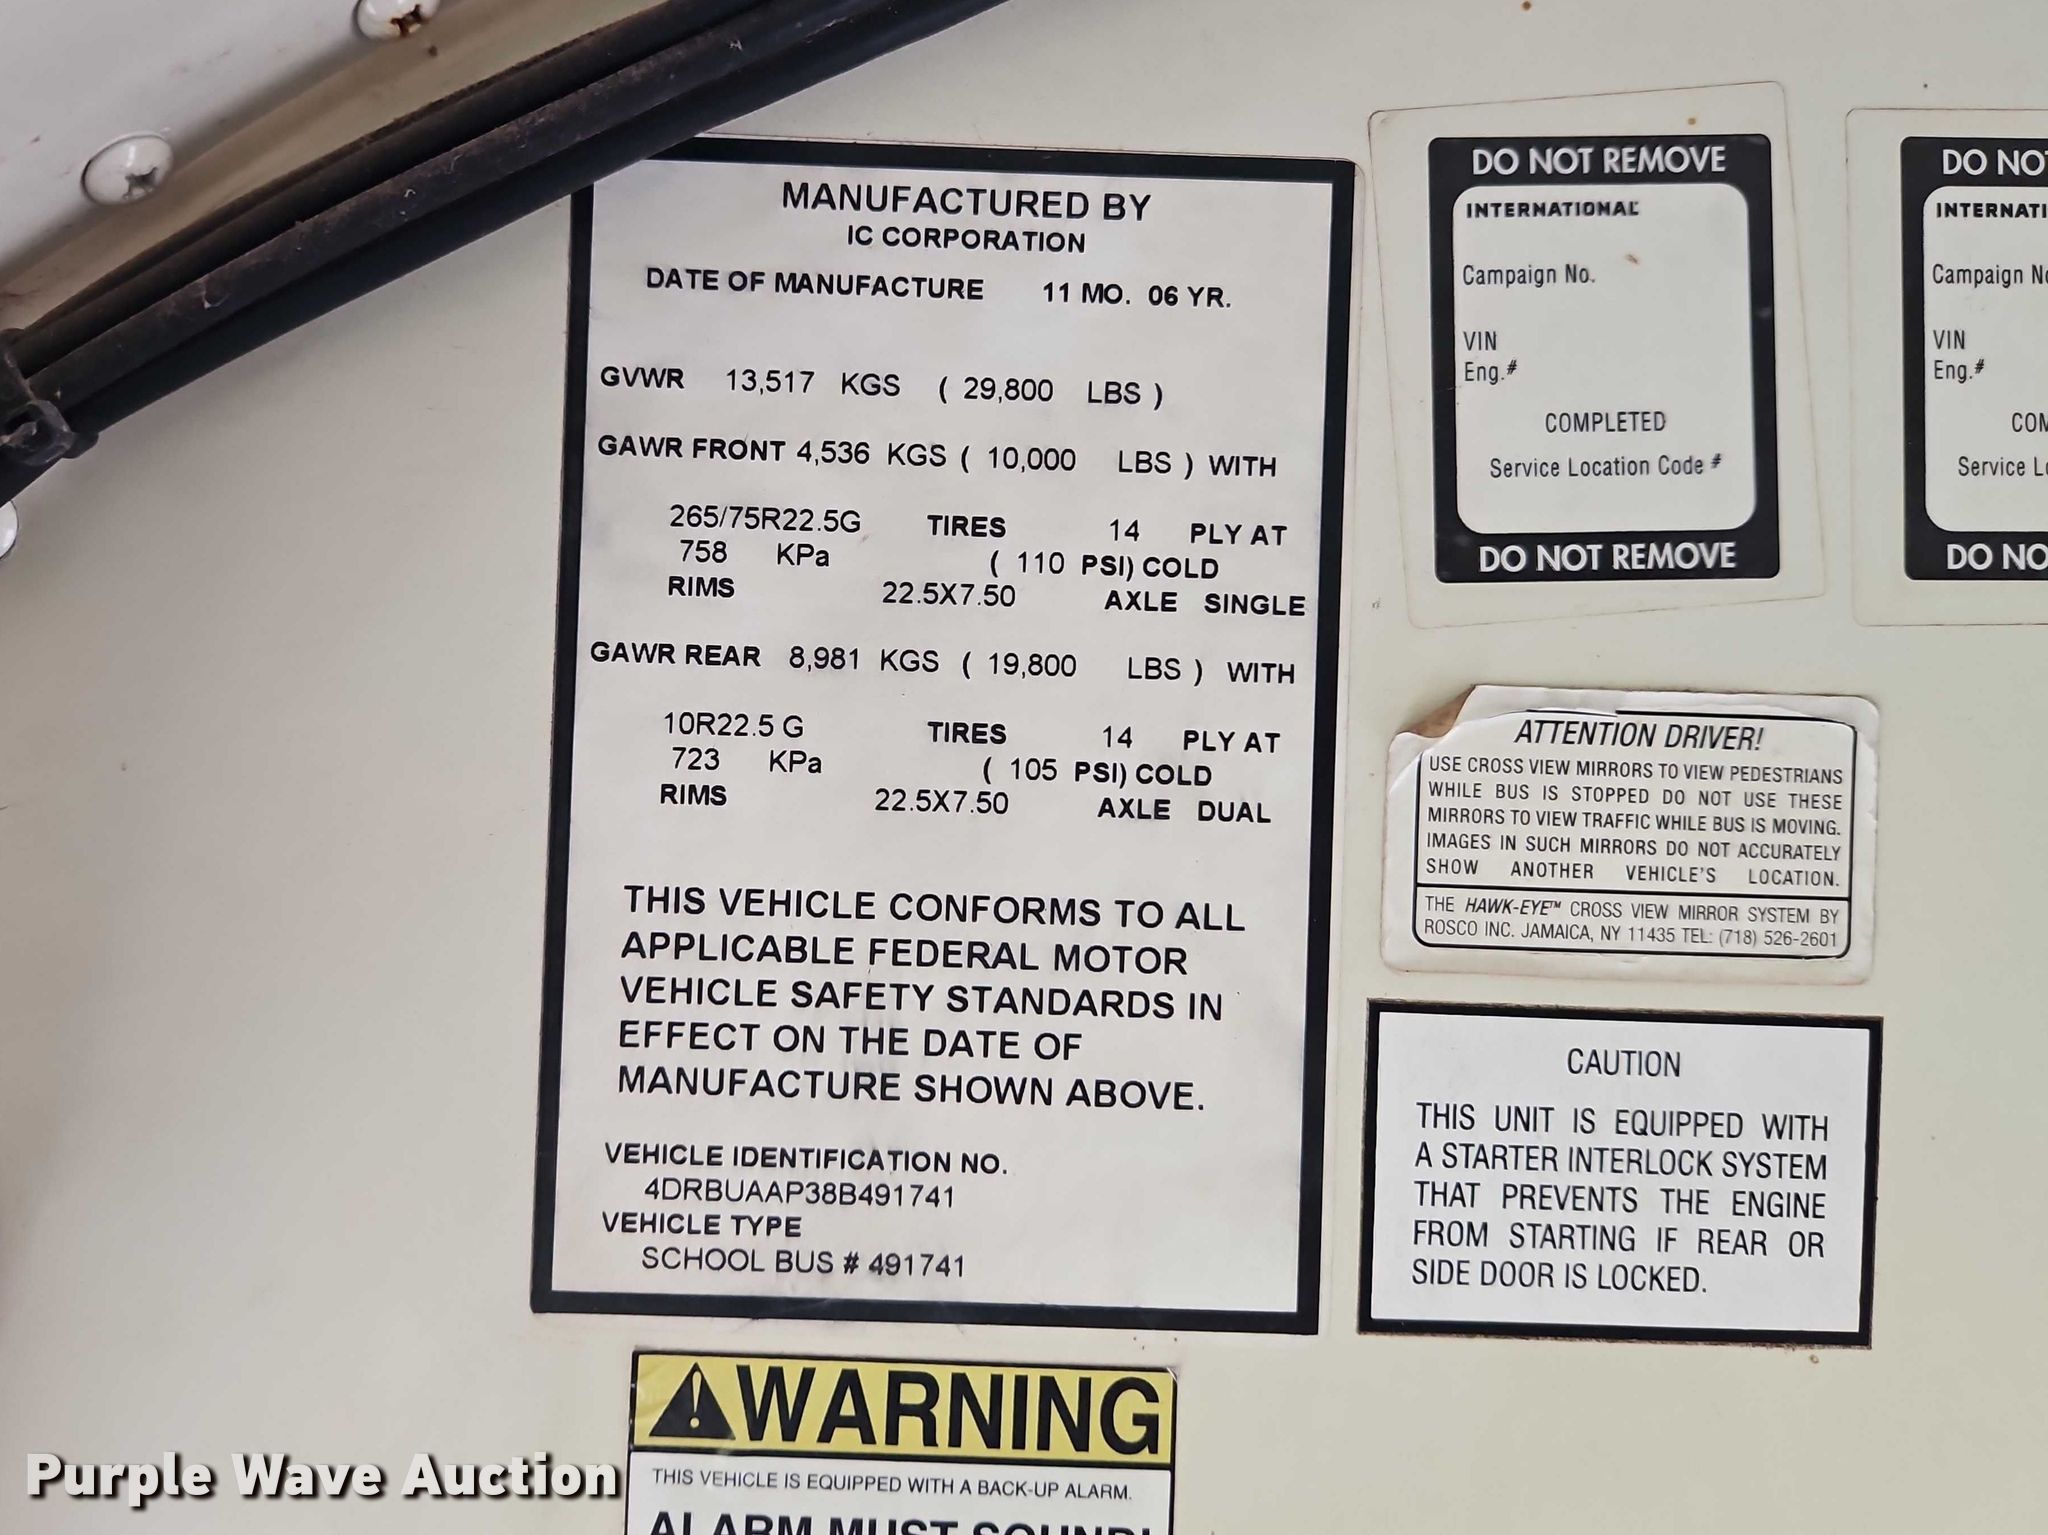 MANUFACTURED BY
IC CORPORATION
DATE OF MANUFACTURE 11 MO. 06 YR.
GVWR 13,517 KGS ( 29,800 LBS )
GAWR FRONT 4,536 KGS ( 10,000 LBS ) WITH
265/75R22.5G TIRES 14 PLY AT
758 KPa ( 110 PSI) COLD
RIMS 22.5X7.50 AXLE SINGLE
GAWR REAR 8,981 KGS ( 19,800 LBS ) WITH
10R22.5 G TIRES 14 PLY AT
723 KPa ( 105 PSI) COLD
RIMS 22.5X7.50 AXLE DUAL
THIS VEHICLE CONFORMS TO ALL
APPLICABLE FEDERAL MOTOR
VEHICLE SAFETY STANDARDS IN
EFFECT ON THE DATE OF
MANUFACTURE SHOWN ABOVE.
VEHICLE IDENTIFICATION NO.
4DRBUAAP38B491741
VEHICLE TYPE
SCHOOL BUS # 491741
DO NOT REMOVE
INTERNATIONAL
Campaign No.
VIN
Eng.#
COMPLETED
Service Location Code #
DO NOT REMOVE
DO NO
INTERNATI
Campaign N
VIN
Eng.#
COM
Service L
DO NO
ATTENTION DRIVER!
USE CROSS VIEW MIRRORS TO VIEW PEDESTRIANS
WHILE BUS IS STOPPED DO NOT USE THESE
MIRRORS TO VIEW TRAFFIC WHILE BUS IS MOVING.
IMAGES IN SUCH MIRRORS DO NOT ACCURATELY
SHOW ANOTHER VEHICLE'S LOCATION.
THE HAWK-EYE™ CROSS VIEW MIRROR SYSTEM BY
ROSCO INC. JAMAICA, NY 11435 TEL: (718) 526-2601
CAUTION
THIS UNIT IS EQUIPPED WITH
A STARTER INTERLOCK SYSTEM
THAT PREVENTS THE ENGINE
FROM STARTING IF REAR OR
SIDE DOOR IS LOCKED.
WARNING
THIS VEHICLE IS EQUIPPED WITH A BACK-UP ALARM.
ALARM MUST SOUND!
Purple Wave Auction